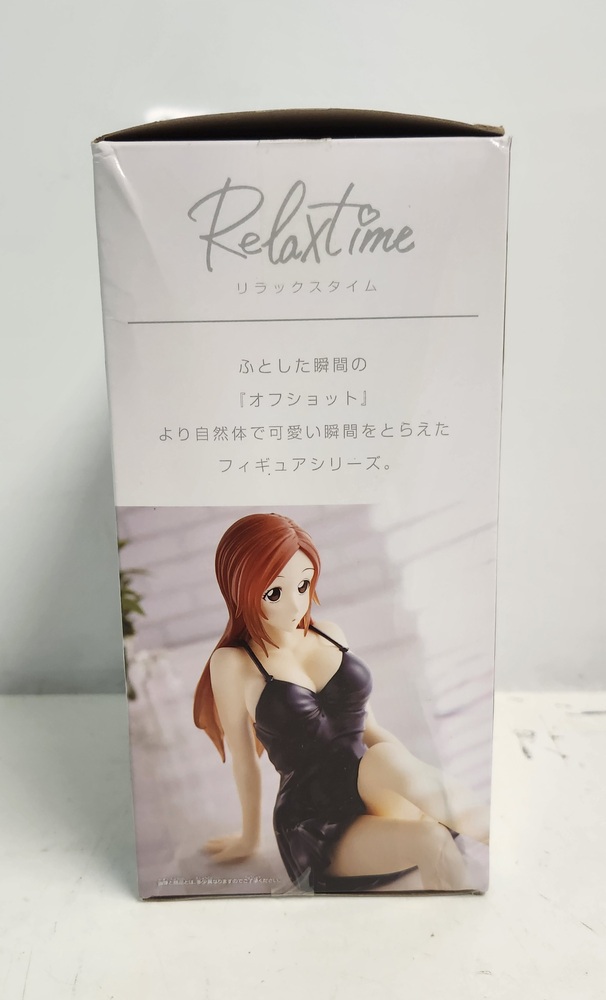 Relaxtime
リラックスタイム
ふとした瞬間の
『オフショット』
より自然体で可愛い瞬間をとらえた
フィギュアシリーズ。